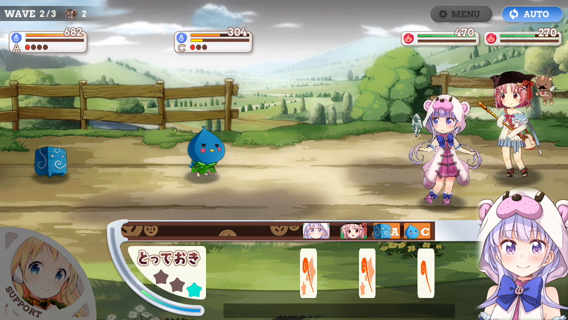 WAVE 2/3 2
MENU
AUTO
682
A
304
C
470
270
A
C
とっておき
SUPPORT